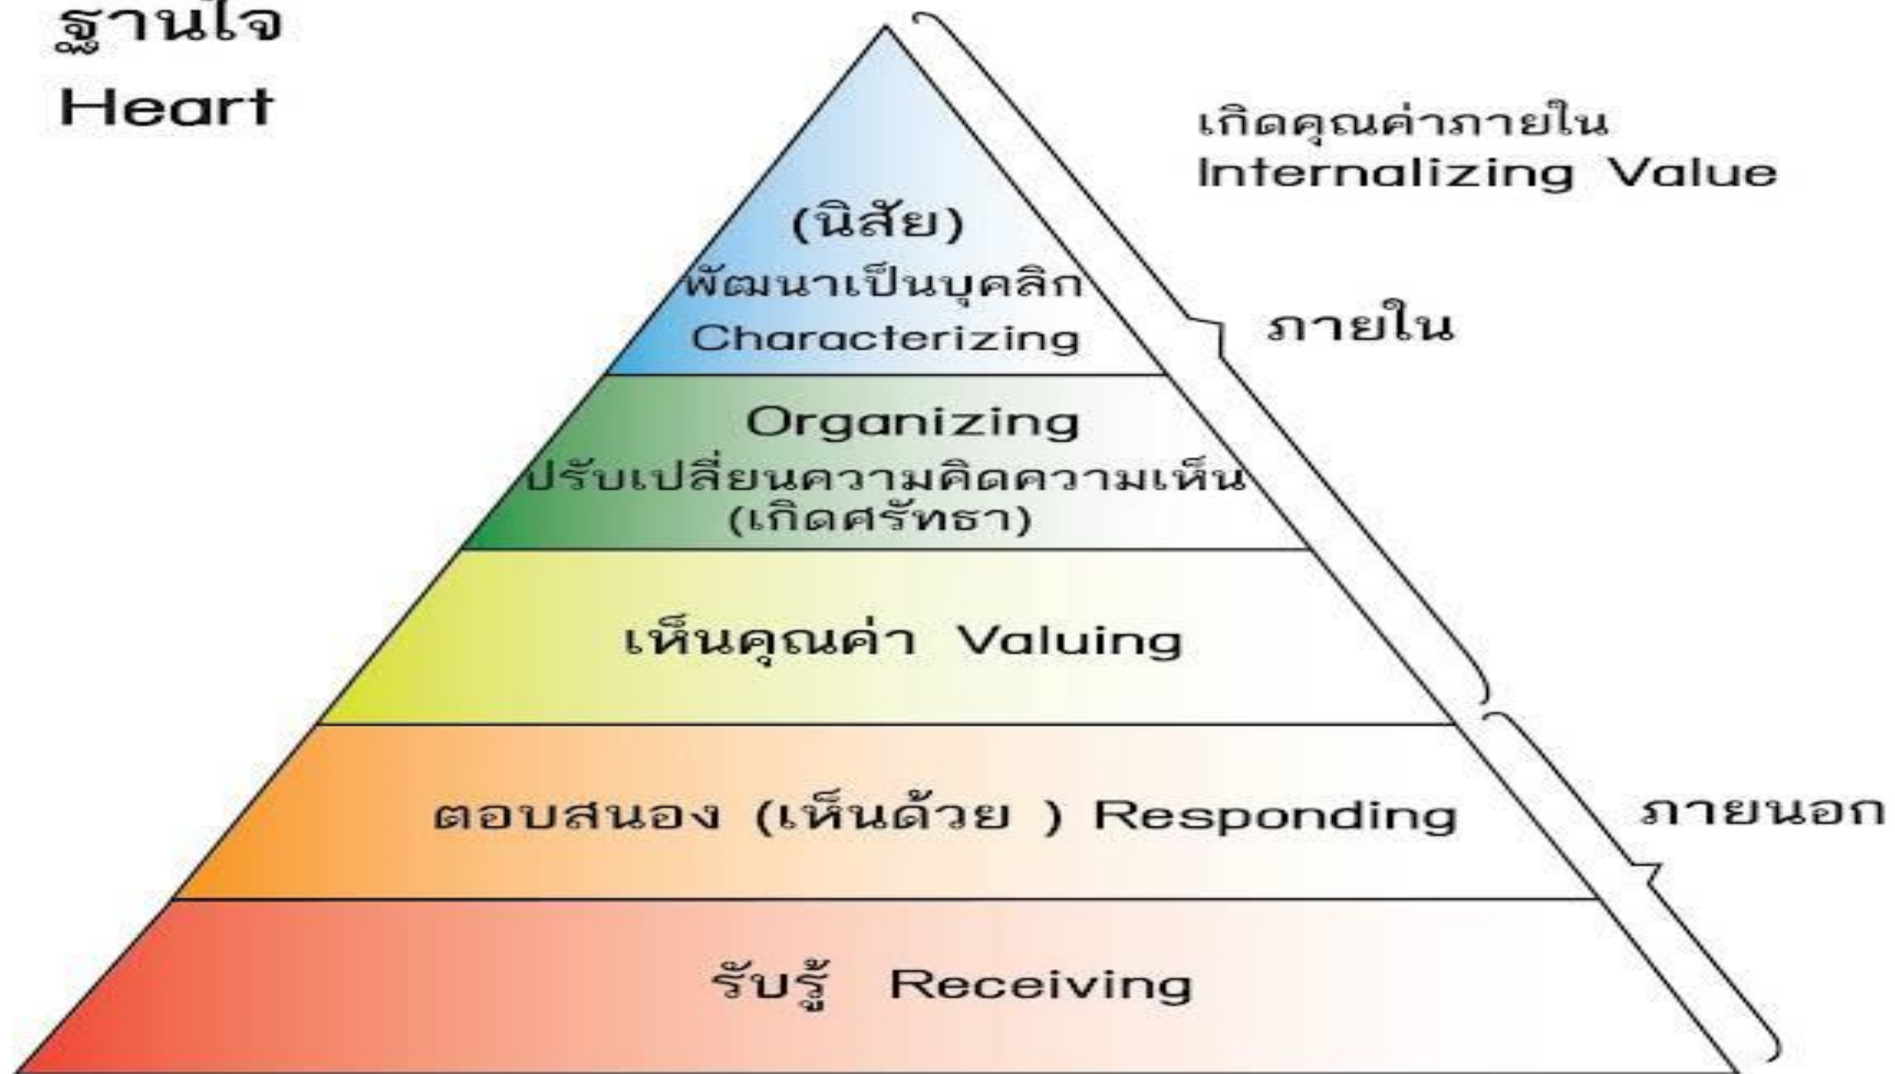 ฐานใจ
Heart
เกิดคุณค่าภายใน
Internalizing Value
(นิสัย)
พัฒนาเป็นบุคลิก
Characterizing
ภายใน
Organizing
ปรับเปลี่ยนความคิดความเห็น
(เกิดศรัทธา)
เห็นคุณค่า Valuing
ตอบสนอง (เห็นด้วย ) Responding
ภายนอก
รับรู้ Receiving